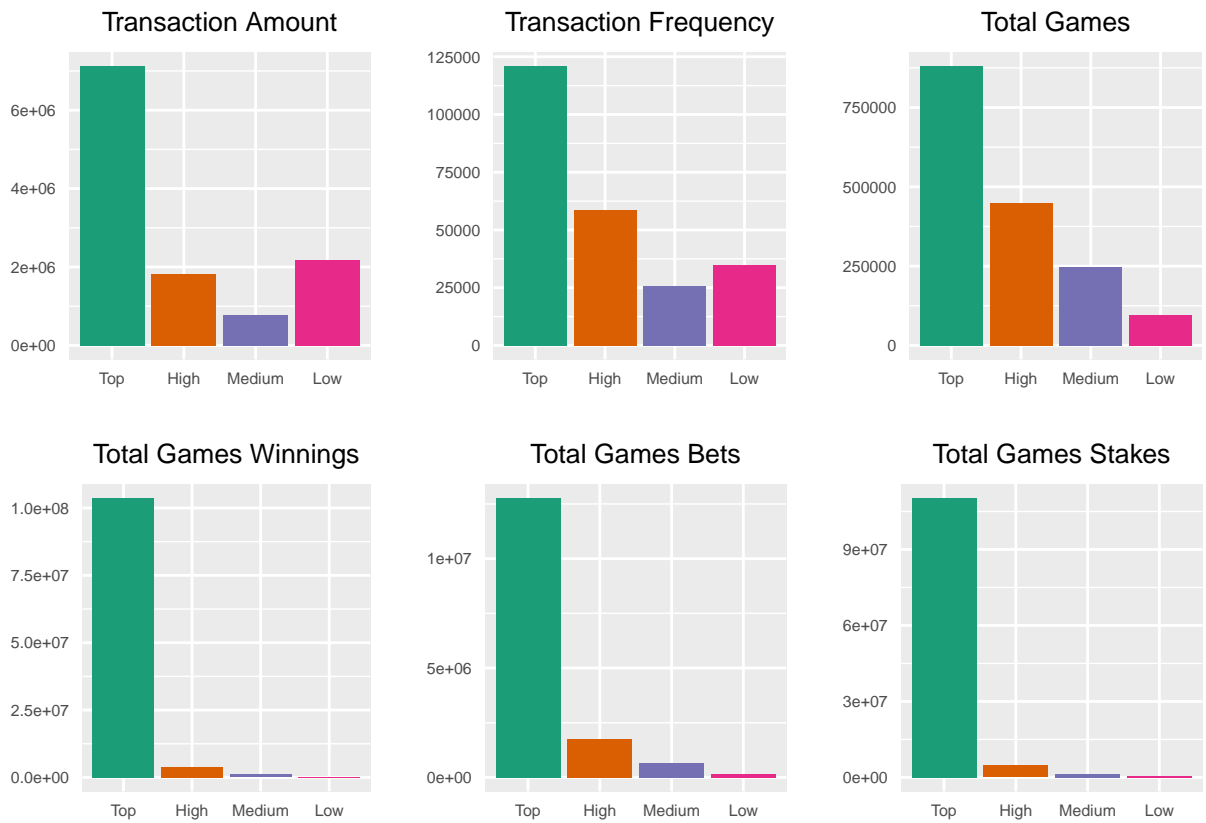 Transaction Amount
6e+06
4e+06
2e+06
0e+00
Top High Medium Low
Transaction Frequency
125000
100000
75000
50000
25000
0
Top High Medium Low
Total Games
750000
500000
250000
0
Top High Medium Low
Total Games Winnings
1.0e+08
7.5e+07
5.0e+07
2.5e+07
0.0e+00
Top High Medium Low
Total Games Bets
1e+07
5e+06
0e+00
Top High Medium Low
Total Games Stakes
9e+07
6e+07
3e+07
0e+00
Top High Medium Low